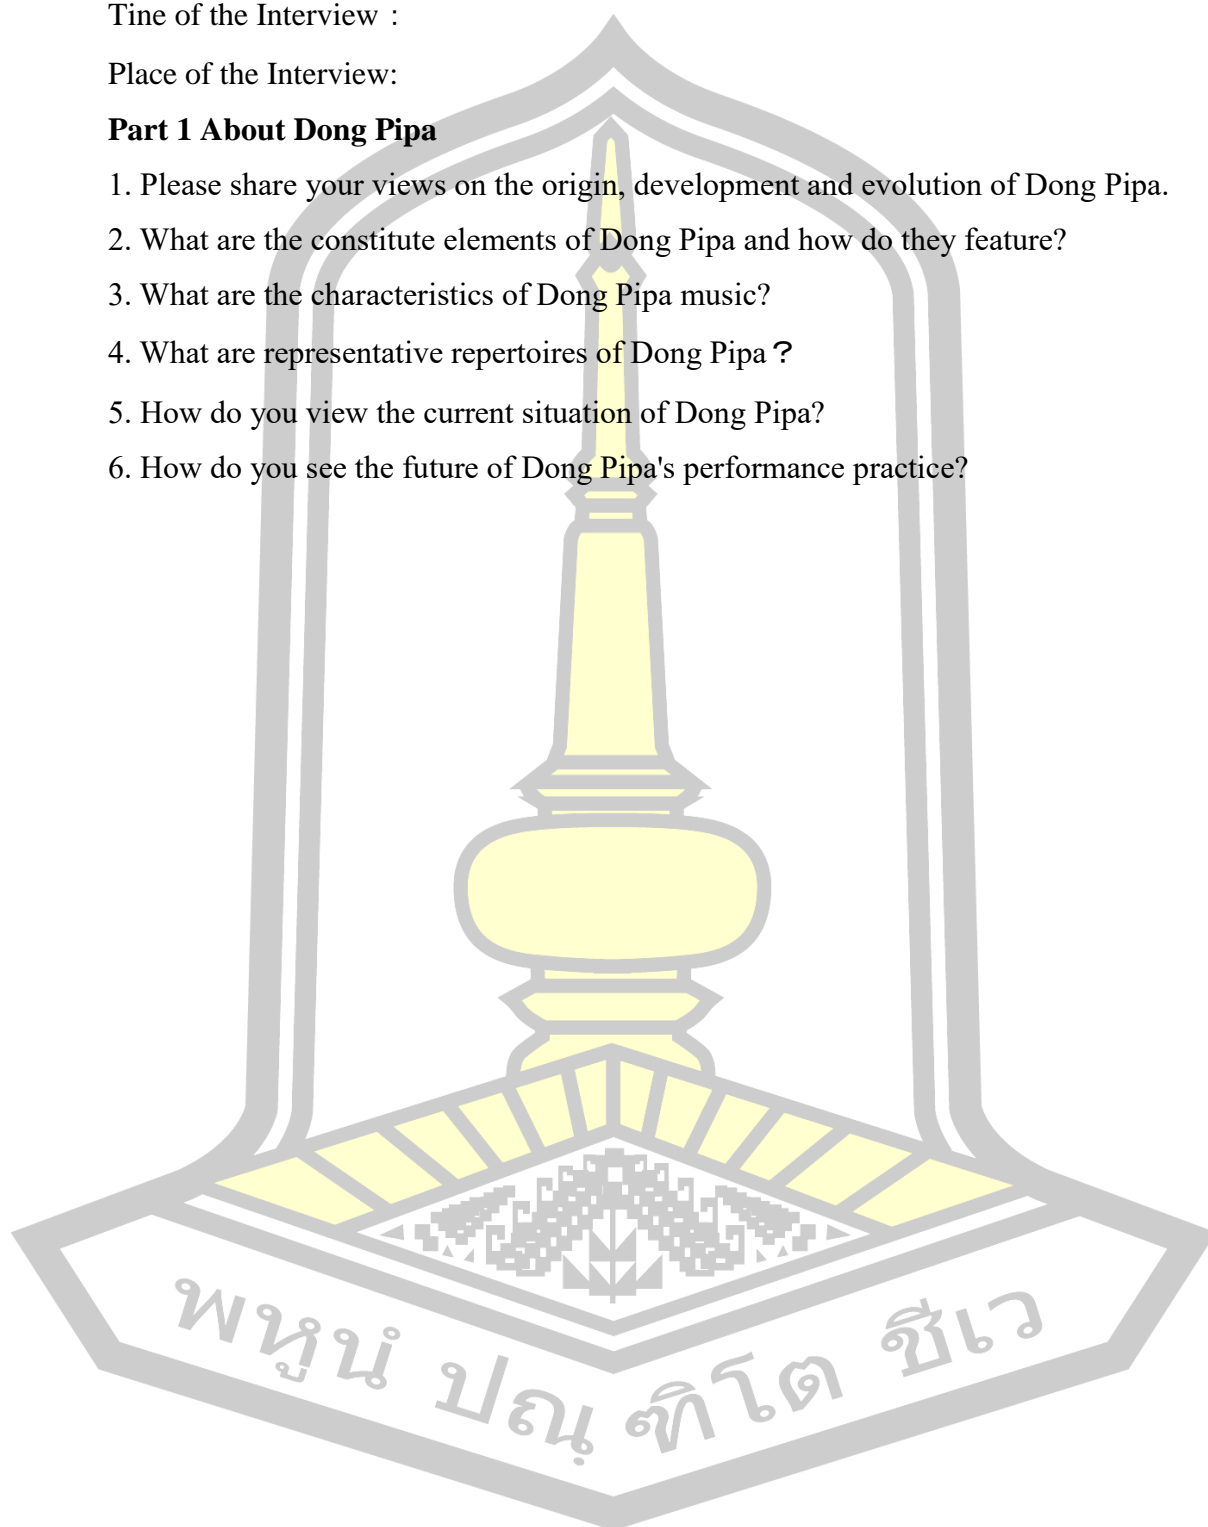 Tine of the Interview：
Place of the Interview:
Part 1 About Dong Pipa
1. Please share your views on the origin, development and evolution of Dong Pipa.
2. What are the constitute elements of Dong Pipa and how do they feature?
3. What are the characteristics of Dong Pipa music?
4. What are representative repertoires of Dong Pipa？
5. How do you view the current situation of Dong Pipa?
6. How do you see the future of Dong Pipa's performance practice?
พหูนํ ปณฺฑิโต ชีเว